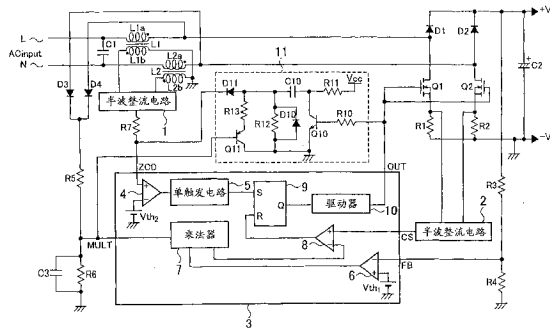 L
ACinput
N
C1
L1a
L1
L1b
L2a
L2
L2b
D3
D4
半波整流电路
1
R7
R5
MULT
C3
R6
11
D11
R13
Q11
R12
C10
D10
R11
Vcc
R10
Q10
D1
D2
+V
C2
Q1
Q2
R1
R2
-V
R3
R4
ZCD
OUT
4
Vth2
单触发电路
5
S
R
Q
9
驱动器
10
乘法器
7
8
CS
半波整流电路
2
FB
6
Vth1
3